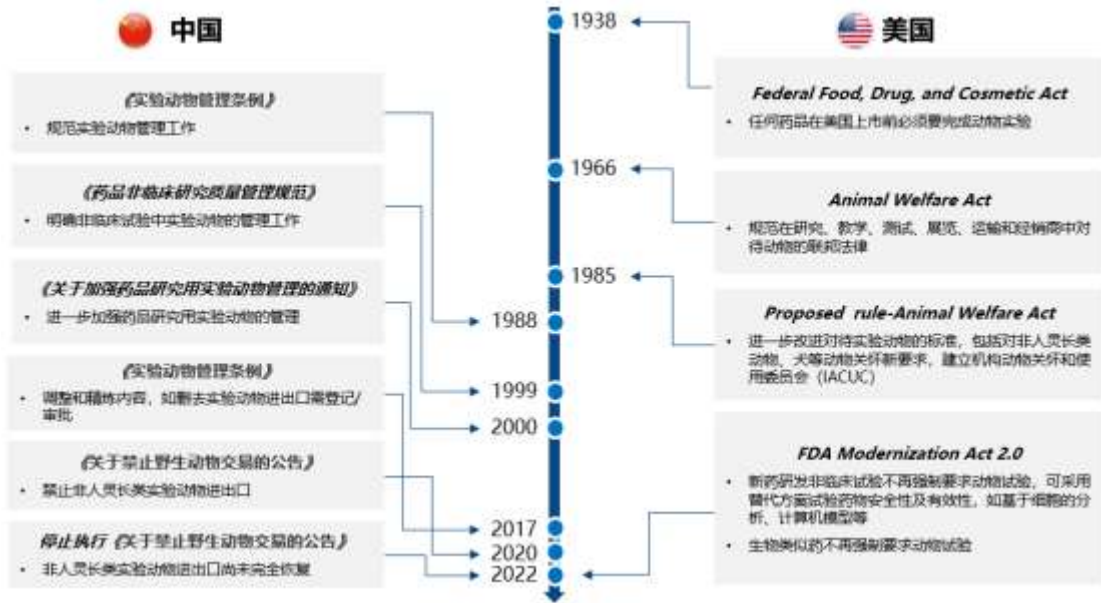 中国
《实验动物管理条例》
• 规范实验动物管理工作
《药品非临床研究质量管理规范》
• 明确非临床试验中实验动物的管理工作
《关于加强药品研究用实验动物管理的通知》
• 进一步加强药品研究用实验动物的管理
《实验动物管理条例》
• 调整和精炼内容，如删去实验动物进出口需登记/
审批
《关于禁止野生动物交易的公告》
• 禁止非人灵长类实验动物进出口
停止执行《关于禁止野生动物交易的公告》
• 非人灵长类实验动物进出口尚未完全恢复
1938
1966
1985
1988
1999
2000
2017
2020
2022
美国
Federal Food, Drug, and Cosmetic Act
• 任何药品在美国上市前必须要完成动物实验
Animal Welfare Act
• 规范在研究、教学、测试、展览、运输和经销商中对
待动物的联邦法律
Proposed rule-Animal Welfare Act
• 进一步改进对待实验动物的标准，包括对非人灵长类
动物、犬等动物关怀新要求，建立机构动物关怀和使
用委员会（IACUC）
FDA Modernization Act 2.0
• 新药研发非临床试验不再强制要求动物试验，可采用
替代方案试验药物安全性及有效性，如基于细胞的分
析、计算机模型等
• 生物类似药不再强制要求动物试验